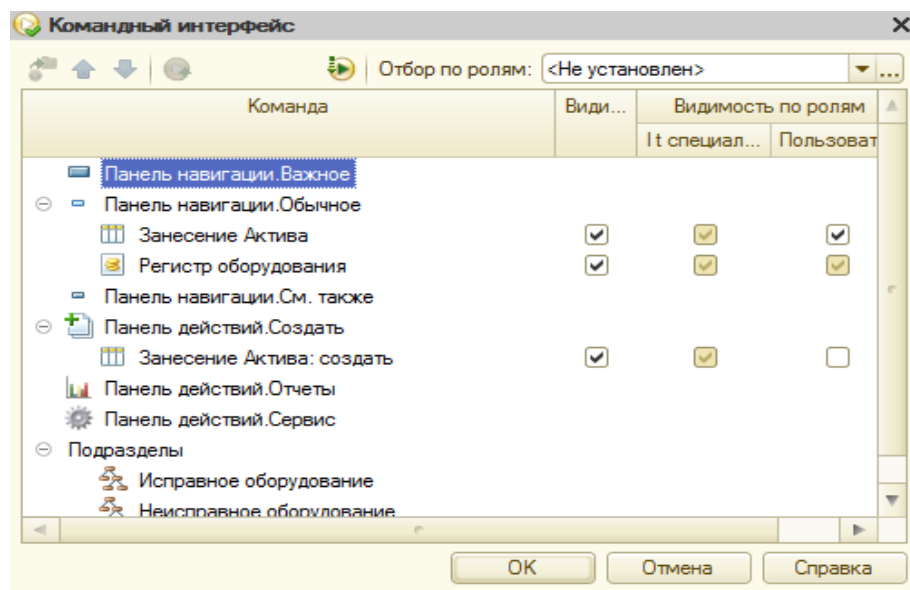 Командный интерфейс
Отбор по ролям: <Не установлен>
Команда Види... Видимость по ролям
It специал... Пользоват
Панель навигации.Важное
Панель навигации.Обычное
Занесение Актива
Регистр оборудования
Панель навигации.См. также
Панель действий.Создать
Занесение Актива: создать
Панель действий.Отчеты
Панель действий.Сервис
Подразделы
Исправное оборудование
Неисправное оборудование
OK Отмена Справка